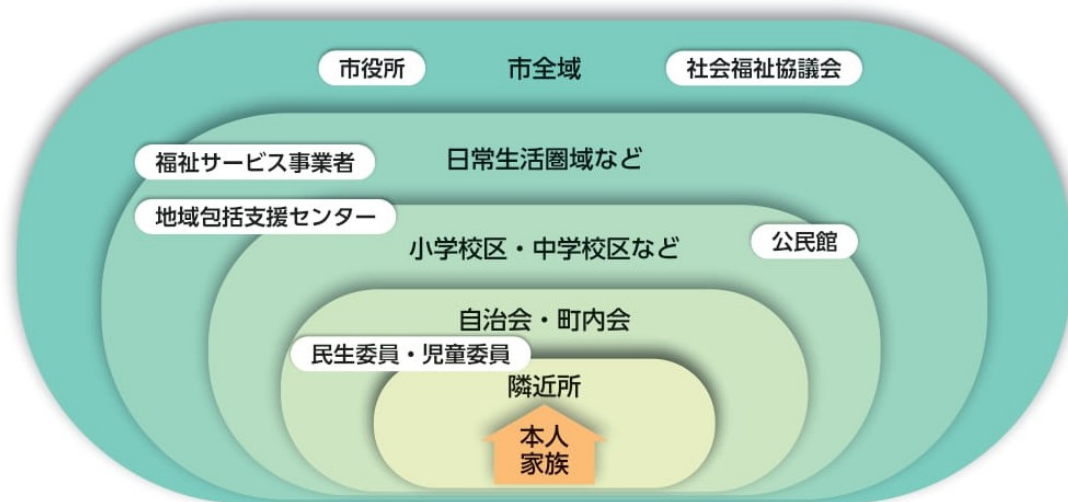 市役所
市全域
社会福祉協議会
福祉サービス事業者
日常生活圏域など
地域包括支援センター
小学校区・中学校区など
公民館
自治会・町内会
民生委員・児童委員
隣近所
本人
家族